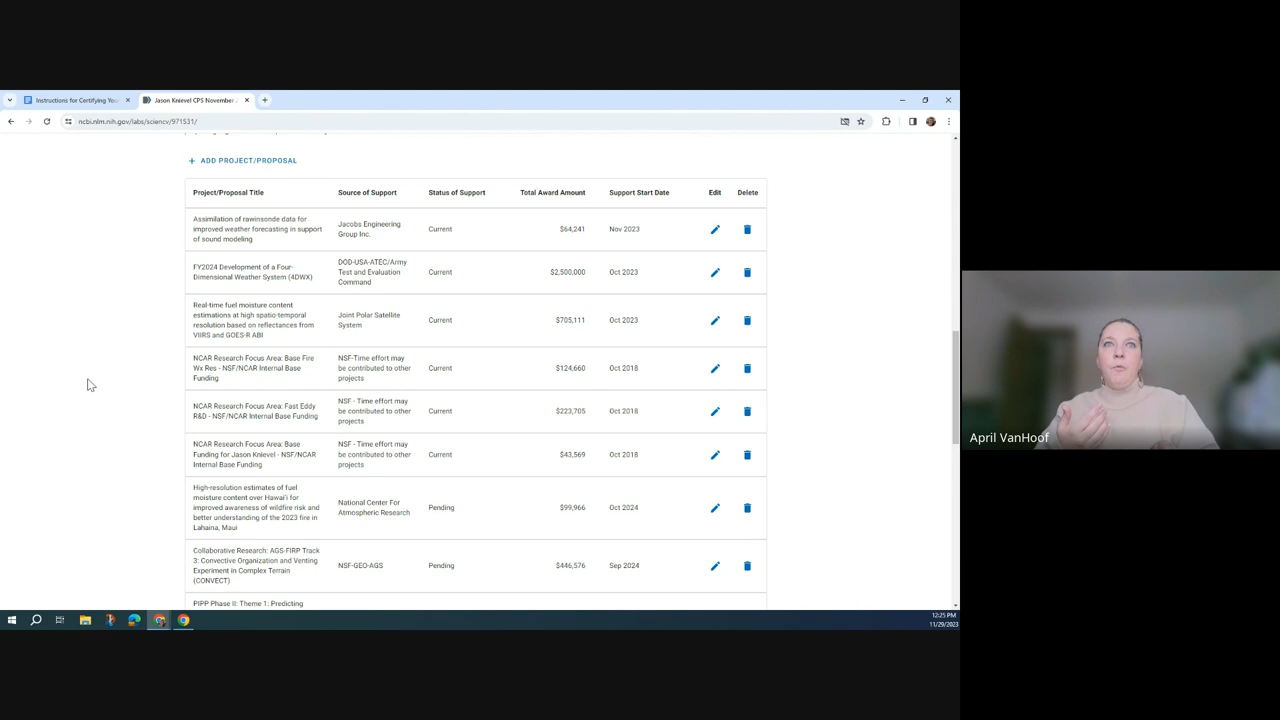 Instructions for Certifying You
Jason Knievel CPS November
ncbi.nlm.nih.gov/labs/sciencv/971531/
+ ADD PROJECT/PROPOSAL
Project/Proposal Title Source of Support Status of Support Total Award Amount Support Start Date Edit Delete
Assimilation of rawinsonde data for
improved weather forecasting in support
of sound modeling
Jacobs Engineering
Group Inc.
Current
$64,241
Nov 2023
FY2024 Development of a Four-
Dimensional Weather System (4DWX)
DOD-USA-ATEC/Army
Test and Evaluation
Command
Current
$2,500,000
Oct 2023
Real-time fuel moisture content
estimations at high spatio-temporal
resolution based on reflectances from
VIIRS and GOES-R ABI
Joint Polar Satellite
System
Current
$705,111
Oct 2023
NCAR Research Focus Area: Base Fire
Wx Res - NSF/NCAR Internal Base
Funding
NSF-Time effort may
be contributed to other
projects
Current
$124,660
Oct 2018
NCAR Research Focus Area: Fast Eddy
R&D - NSF/NCAR Internal Base Funding
NSF - Time effort may
be contributed to other
projects
Current
$223,705
Oct 2018
NCAR Research Focus Area: Base
Funding for Jason Knievel - NSF/NCAR
Internal Base Funding
NSF - Time effort may
be contributed to other
projects
Current
$43,569
Oct 2018
High-resolution estimates of fuel
moisture content over Hawai'i for
improved awareness of wildfire risk and
better understanding of the 2023 fire in
Lahaina, Maui
National Center For
Atmospheric Research
Pending
$99,966
Oct 2024
Collaborative Research: AGS-FIRP Track
3: Convective Organization and Venting
Experiment in Complex Terrain
(CONVECT)
NSF-GEO-AGS
Pending
$446,576
Sep 2024
PIPP Phase II: Theme 1: Predicting
12:25 PM
11/29/2023
April VanHoof